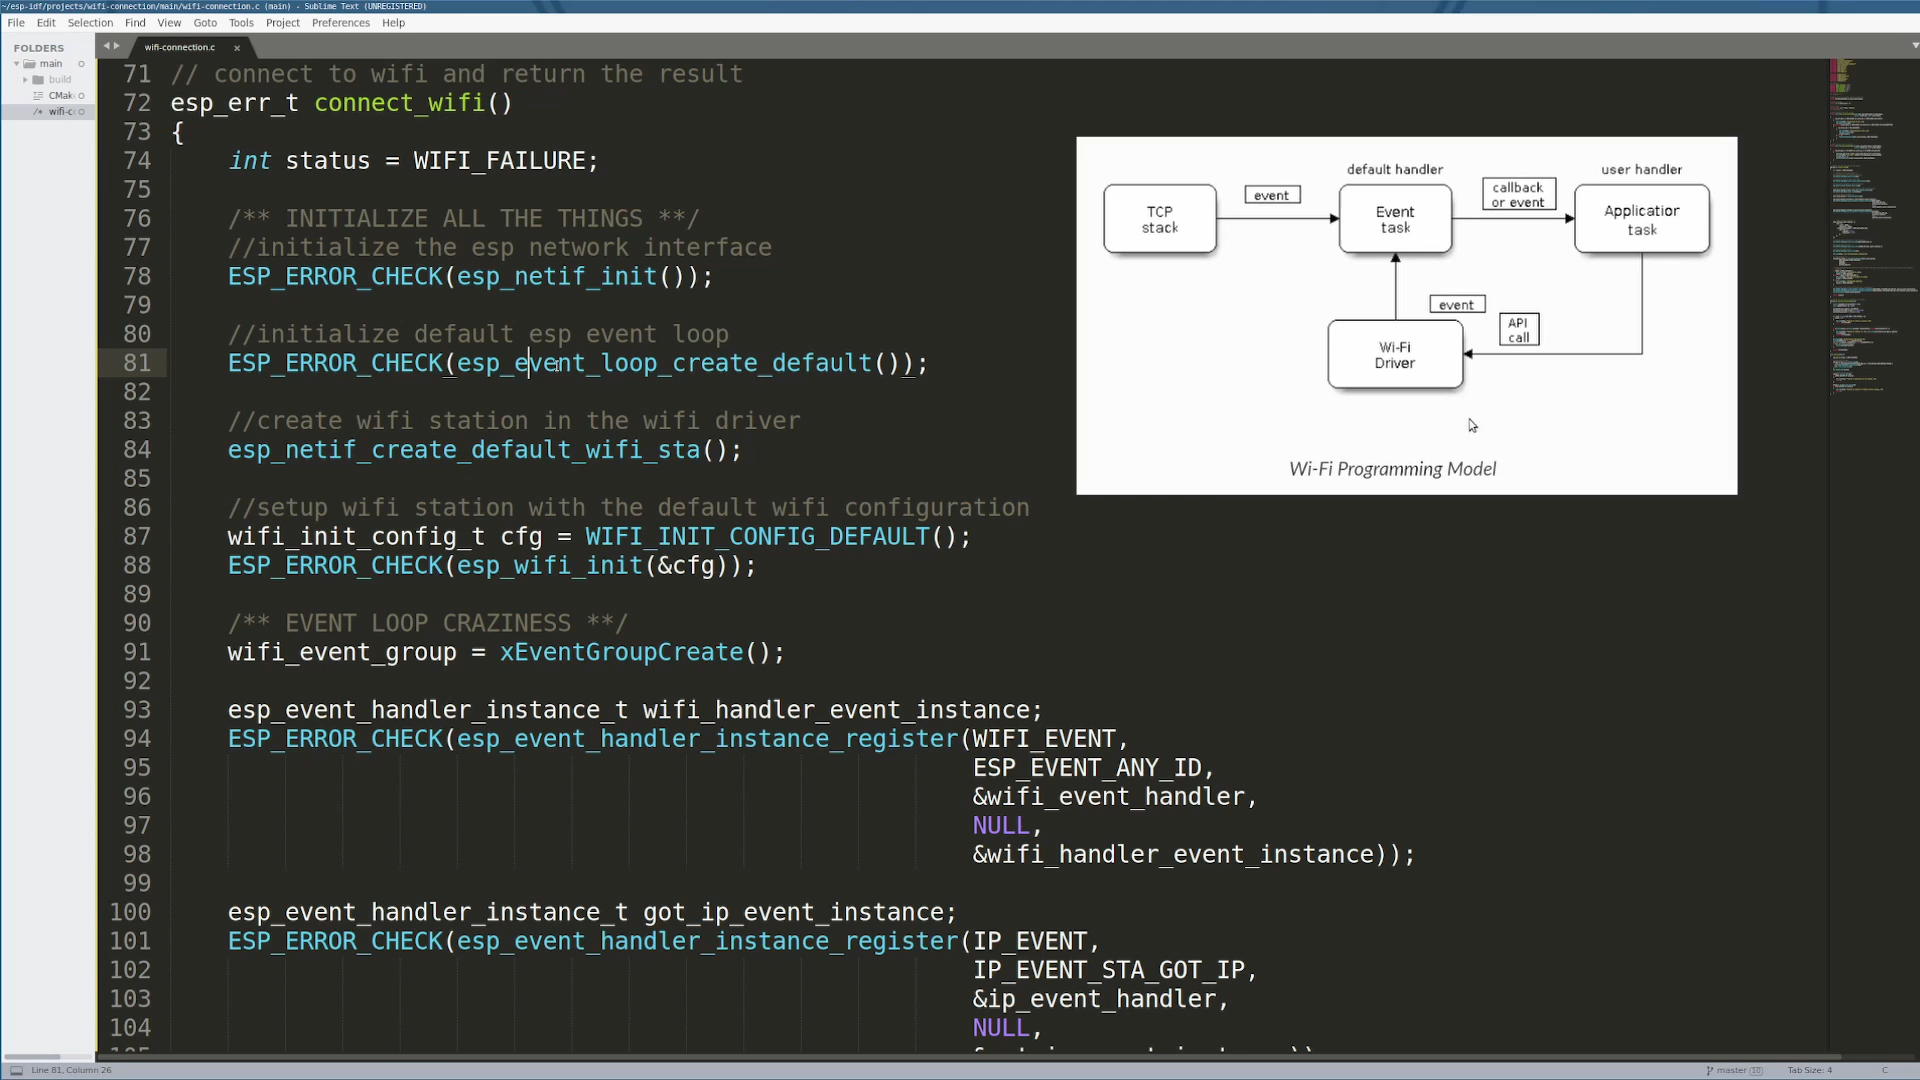 ~/esp-idf/projects/wifi-connection/main/wifi-connection.c (main) - Sublime Text (UNREGISTERED)
File Edit Selection Find View Goto Tools Project Preferences Help
FOLDERS
main
build
CMak
/* wifi-c
wifi-connection.c ×
71 // connect to wifi and return the result
72 esp_err_t connect_wifi()
73 {
74 int status = WIFI_FAILURE;
75
76 /** INITIALIZE ALL THE THINGS **/
77 //initialize the esp network interface
78 ESP_ERROR_CHECK(esp_netif_init());
79
80 //initialize default esp event loop
81 ESP_ERROR_CHECK(esp_event_loop_create_default());
82
83 //create wifi station in the wifi driver
84 esp_netif_create_default_wifi_sta();
85
86 //setup wifi station with the default wifi configuration
87 wifi_init_config_t cfg = WIFI_INIT_CONFIG_DEFAULT();
88 ESP_ERROR_CHECK(esp_wifi_init(&cfg));
89
90 /** EVENT LOOP CRAZINESS **/
91 wifi_event_group = xEventGroupCreate();
92
93 esp_event_handler_instance_t wifi_handler_event_instance;
94 ESP_ERROR_CHECK(esp_event_handler_instance_register(WIFI_EVENT,
95 ESP_EVENT_ANY_ID,
96 &wifi_event_handler,
97 NULL,
98 &wifi_handler_event_instance));
99
100 esp_event_handler_instance_t got_ip_event_instance;
101 ESP_ERROR_CHECK(esp_event_handler_instance_register(IP_EVENT,
102 IP_EVENT_STA_GOT_IP,
103 &ip_event_handler,
104 NULL,
default handler
user handler
TCP
stack
event
Event
task
callback
or event
Application
task
event
API
call
Wi-Fi
Driver
Wi-Fi Programming Model
Line 81, Column 26
master 10
Tab Size: 4
C